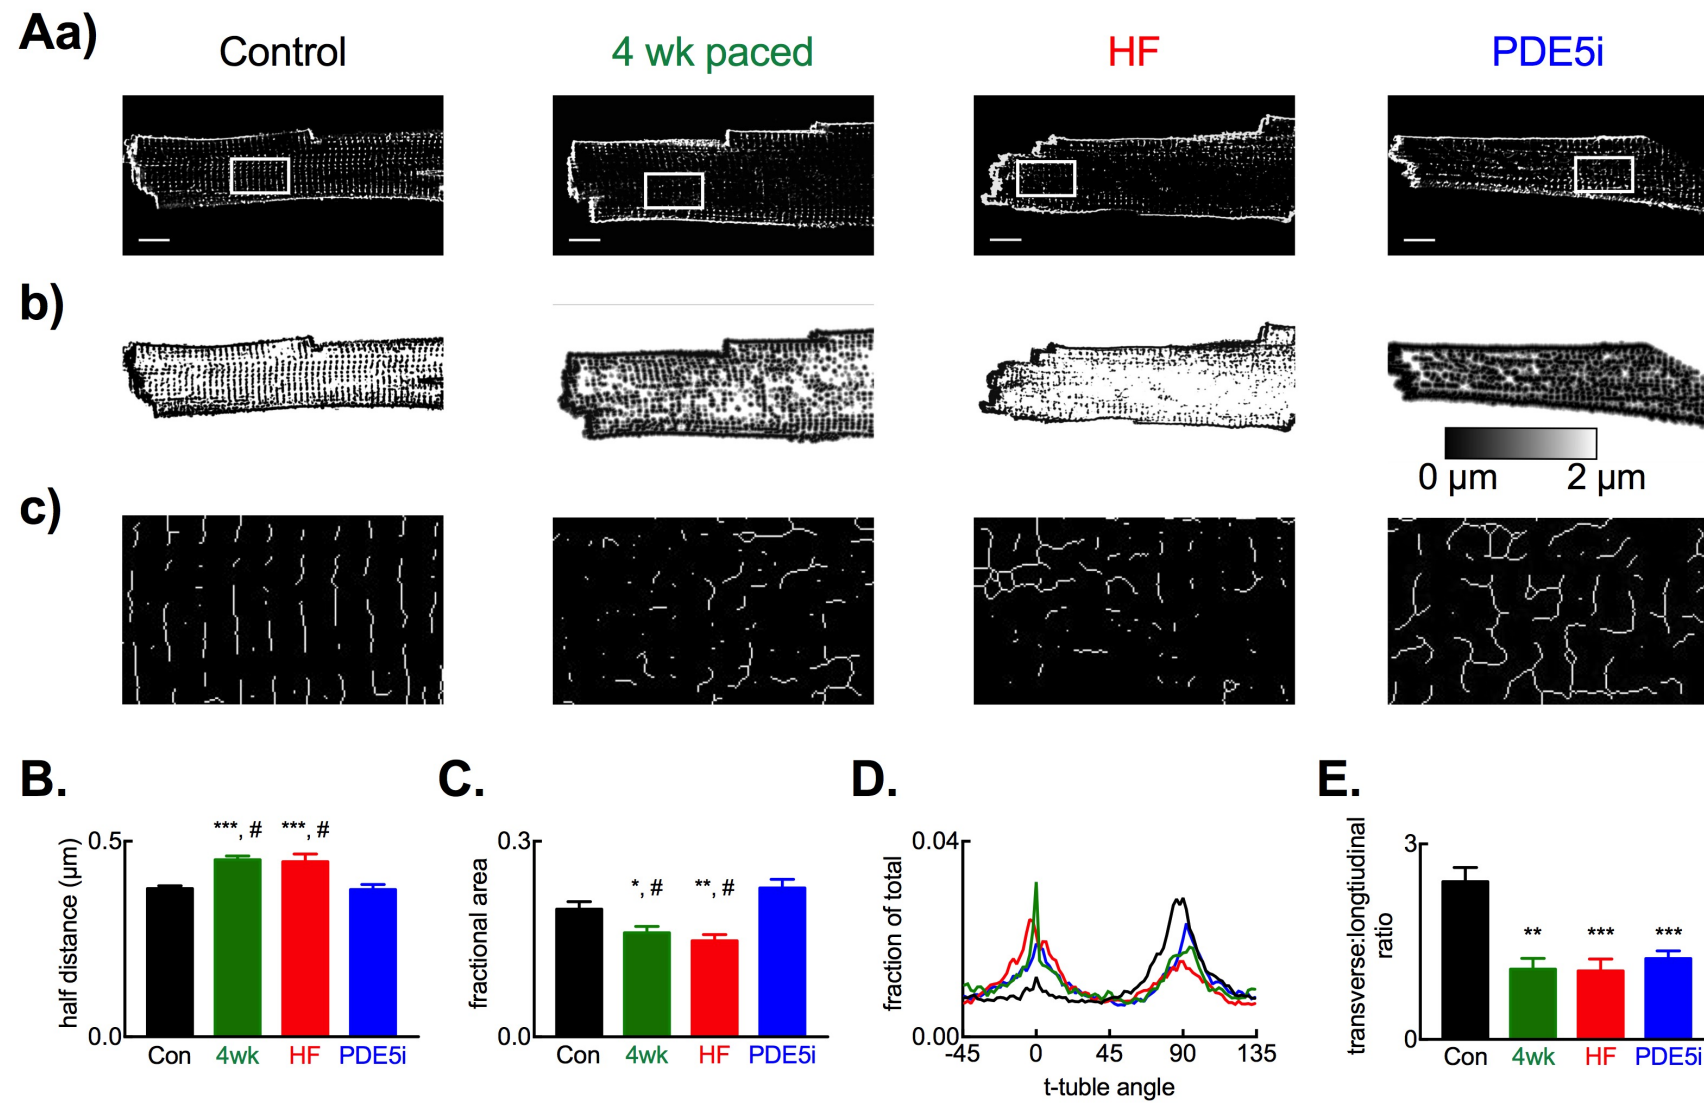 Aa)
Control
4 wk paced
HF
PDE5i
b)
0 µm
2 µm
c)
B.
half distance (µm)
0.5
0.0
***, #
***, #
Con
4wk
HF
PDE5i
C.
fractional area
0.3
0.0
*, #
**, #
Con
4wk
HF
PDE5i
D.
fraction of total
0.04
0.00
-45
0
45
90
135
t-tuble angle
E.
transverse:longtiudinal
ratio
3
0
**
***
***
Con
4wk
HF
PDE5i